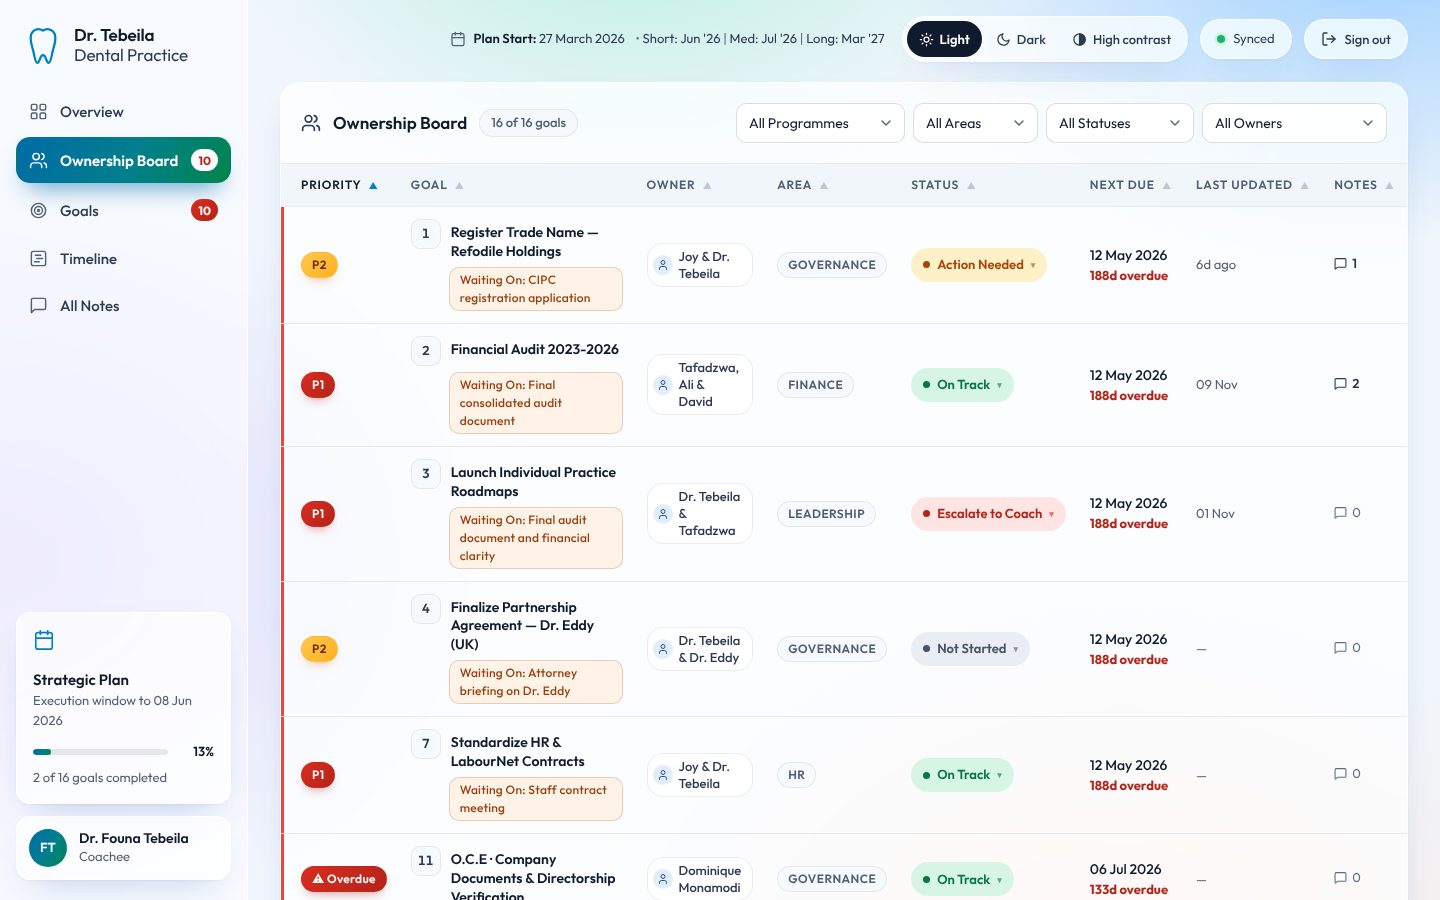 Dr. Tebeila
Dental Practice
Overview
Ownership Board 10
Goals 10
Timeline
All Notes
Strategic Plan
Execution window to 08 Jun
2026
13%
2 of 16 goals completed
FT
Dr. Founa Tebeila
Coachee
Plan Start: 27 March 2026 • Short: Jun '26 | Med: Jul '26 | Long: Mar '27
Light
Dark
High contrast
Synced
Sign out
Ownership Board
16 of 16 goals
All Programmes
All Areas
All Statuses
All Owners
PRIORITY ▲ GOAL ▲ OWNER ▲ AREA ▲ STATUS ▲ NEXT DUE ▲ LAST UPDATED ▲ NOTES ▲
P2
1
Register Trade Name —
Refodile Holdings
Waiting On: CIPC
registration application
Joy & Dr.
Tebeila
GOVERNANCE
Action Needed ▾
12 May 2026
188d overdue
6d ago
1
P1
2
Financial Audit 2023-2026
Waiting On: Final
consolidated audit
document
Tafadzwa,
Ali &
David
FINANCE
On Track ▾
12 May 2026
188d overdue
09 Nov
2
P1
3
Launch Individual Practice
Roadmaps
Waiting On: Final audit
document and financial
clarity
Dr. Tebeila
&
Tafadzwa
LEADERSHIP
Escalate to Coach ▾
12 May 2026
188d overdue
01 Nov
0
P2
4
Finalize Partnership
Agreement — Dr. Eddy
(UK)
Waiting On: Attorney
briefing on Dr. Eddy
Dr. Tebeila
& Dr. Eddy
GOVERNANCE
Not Started ▾
12 May 2026
188d overdue
—
0
P1
7
Standardize HR &
LabourNet Contracts
Waiting On: Staff contract
meeting
Joy & Dr.
Tebeila
HR
On Track ▾
12 May 2026
188d overdue
—
0
⚠ Overdue
11
O.C.E · Company
Documents & Directorship
Verification
Dominique
Monamodi
GOVERNANCE
On Track ▾
06 Jul 2026
133d overdue
—
0